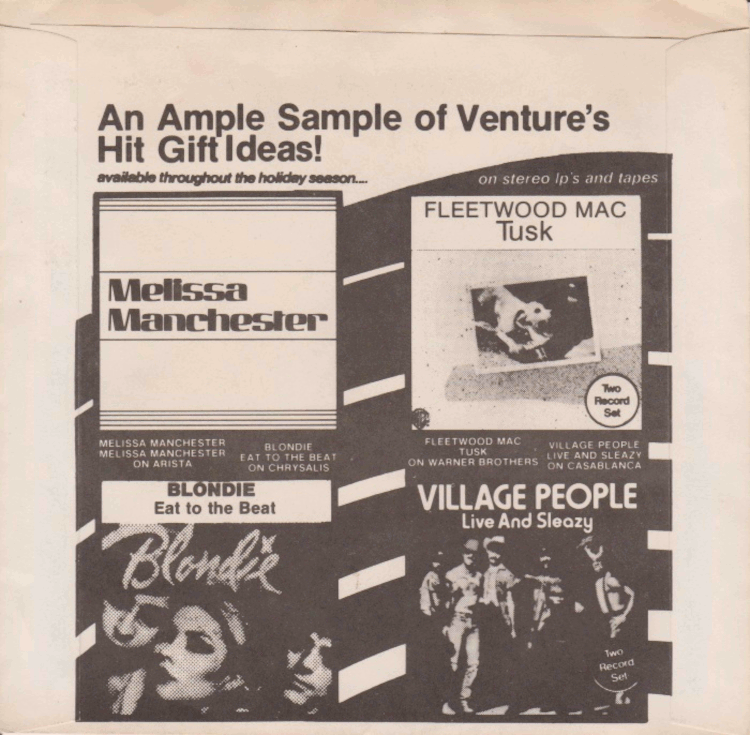 An Ample Sample of Venture's
Hit Gift Ideas!
available throughout the holiday season....
on stereo lp's and tapes
Melissa
Manchester
FLEETWOOD MAC
Tusk
Two
Record
Set
MELISSA MANCHESTER
MELISSA MANCHESTER
ON ARISTA
BLONDIE
EAT TO THE BEAT
ON CHRYSALIS
FLEETWOOD MAC
TUSK
ON WARNER BROTHERS
VILLAGE PEOPLE
LIVE AND SLEAZY
ON CASABLANCA
BLONDIE
Eat to the Beat
Blondie
VILLAGE PEOPLE
Live And Sleazy
Two
Record
Set